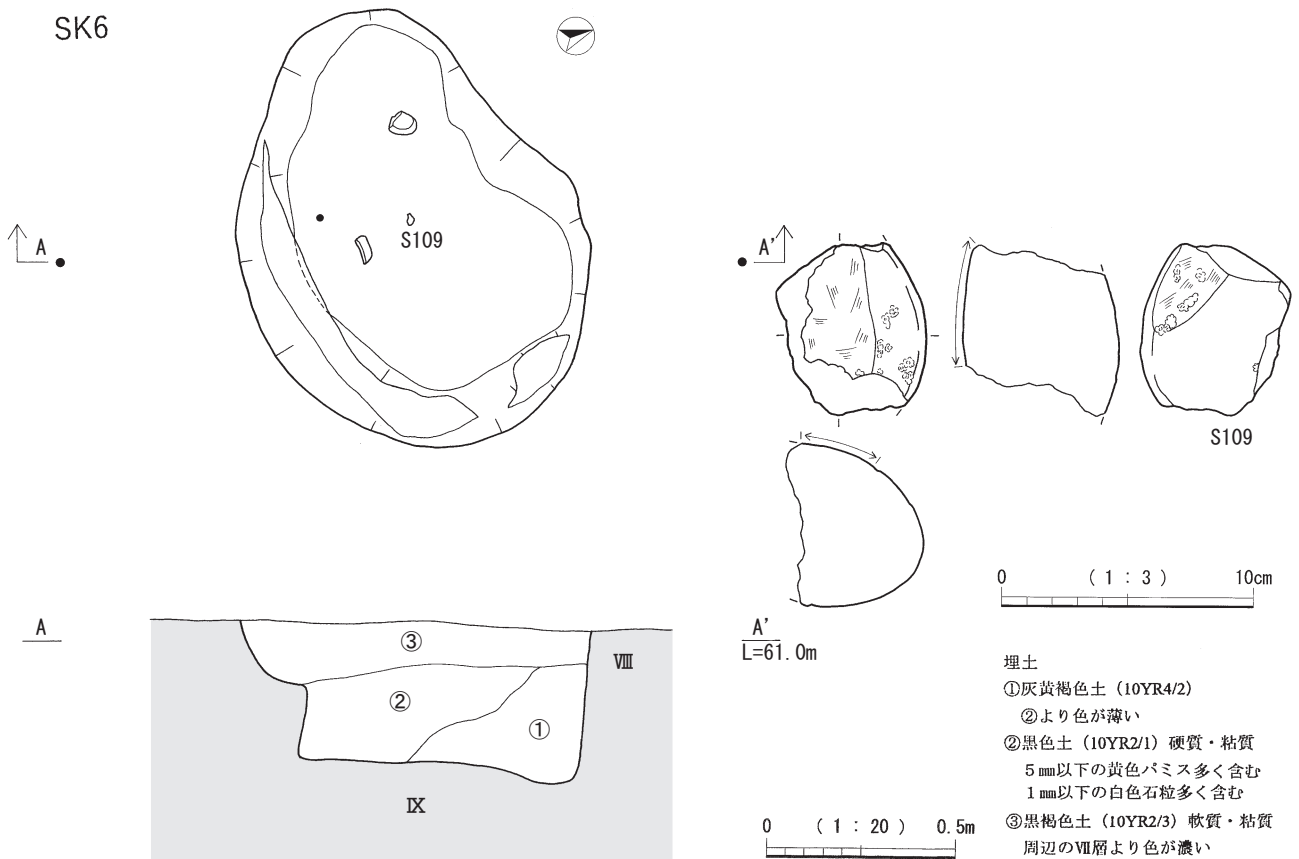 SK6
A
S109
A'
S109
0 (1:3) 10cm
A
A'
L=61.0m
③
Ⅷ
②
①
Ⅸ
0 (1:20) 0.5m
埋土
①灰黄褐色土(10YR4/2)
②より色が薄い
②黒色土(10YR2/1)硬質・粘質
5㎜以下の黄色パミス多く含む
1㎜以下の白色石粒多く含む
③黒褐色土(10YR2/3)軟質・粘質
周辺のⅦ層より色が濃い